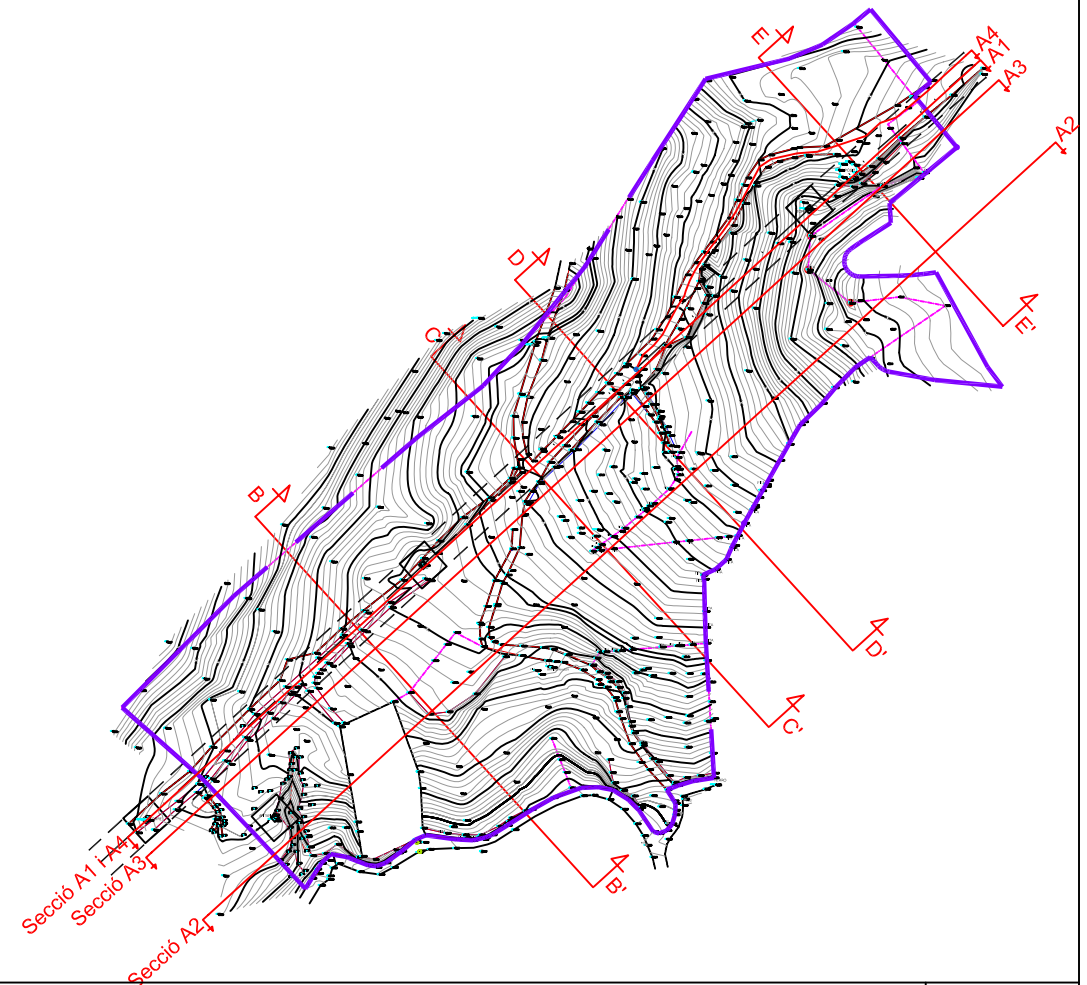 A4
A1
A3
A2
E
E'
D
D'
C
C'
B
B'
Secció A1 i A4
Secció A3
Secció A2